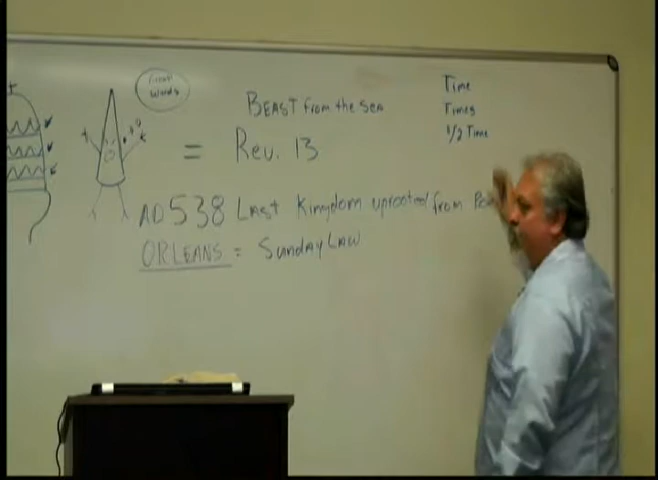 Great
Words
BEAST from the sea
= Rev. 13
Time
Times
1/2 Time
AD 538 Last Kingdom uprooted from
ORLEANS = Sunday Law